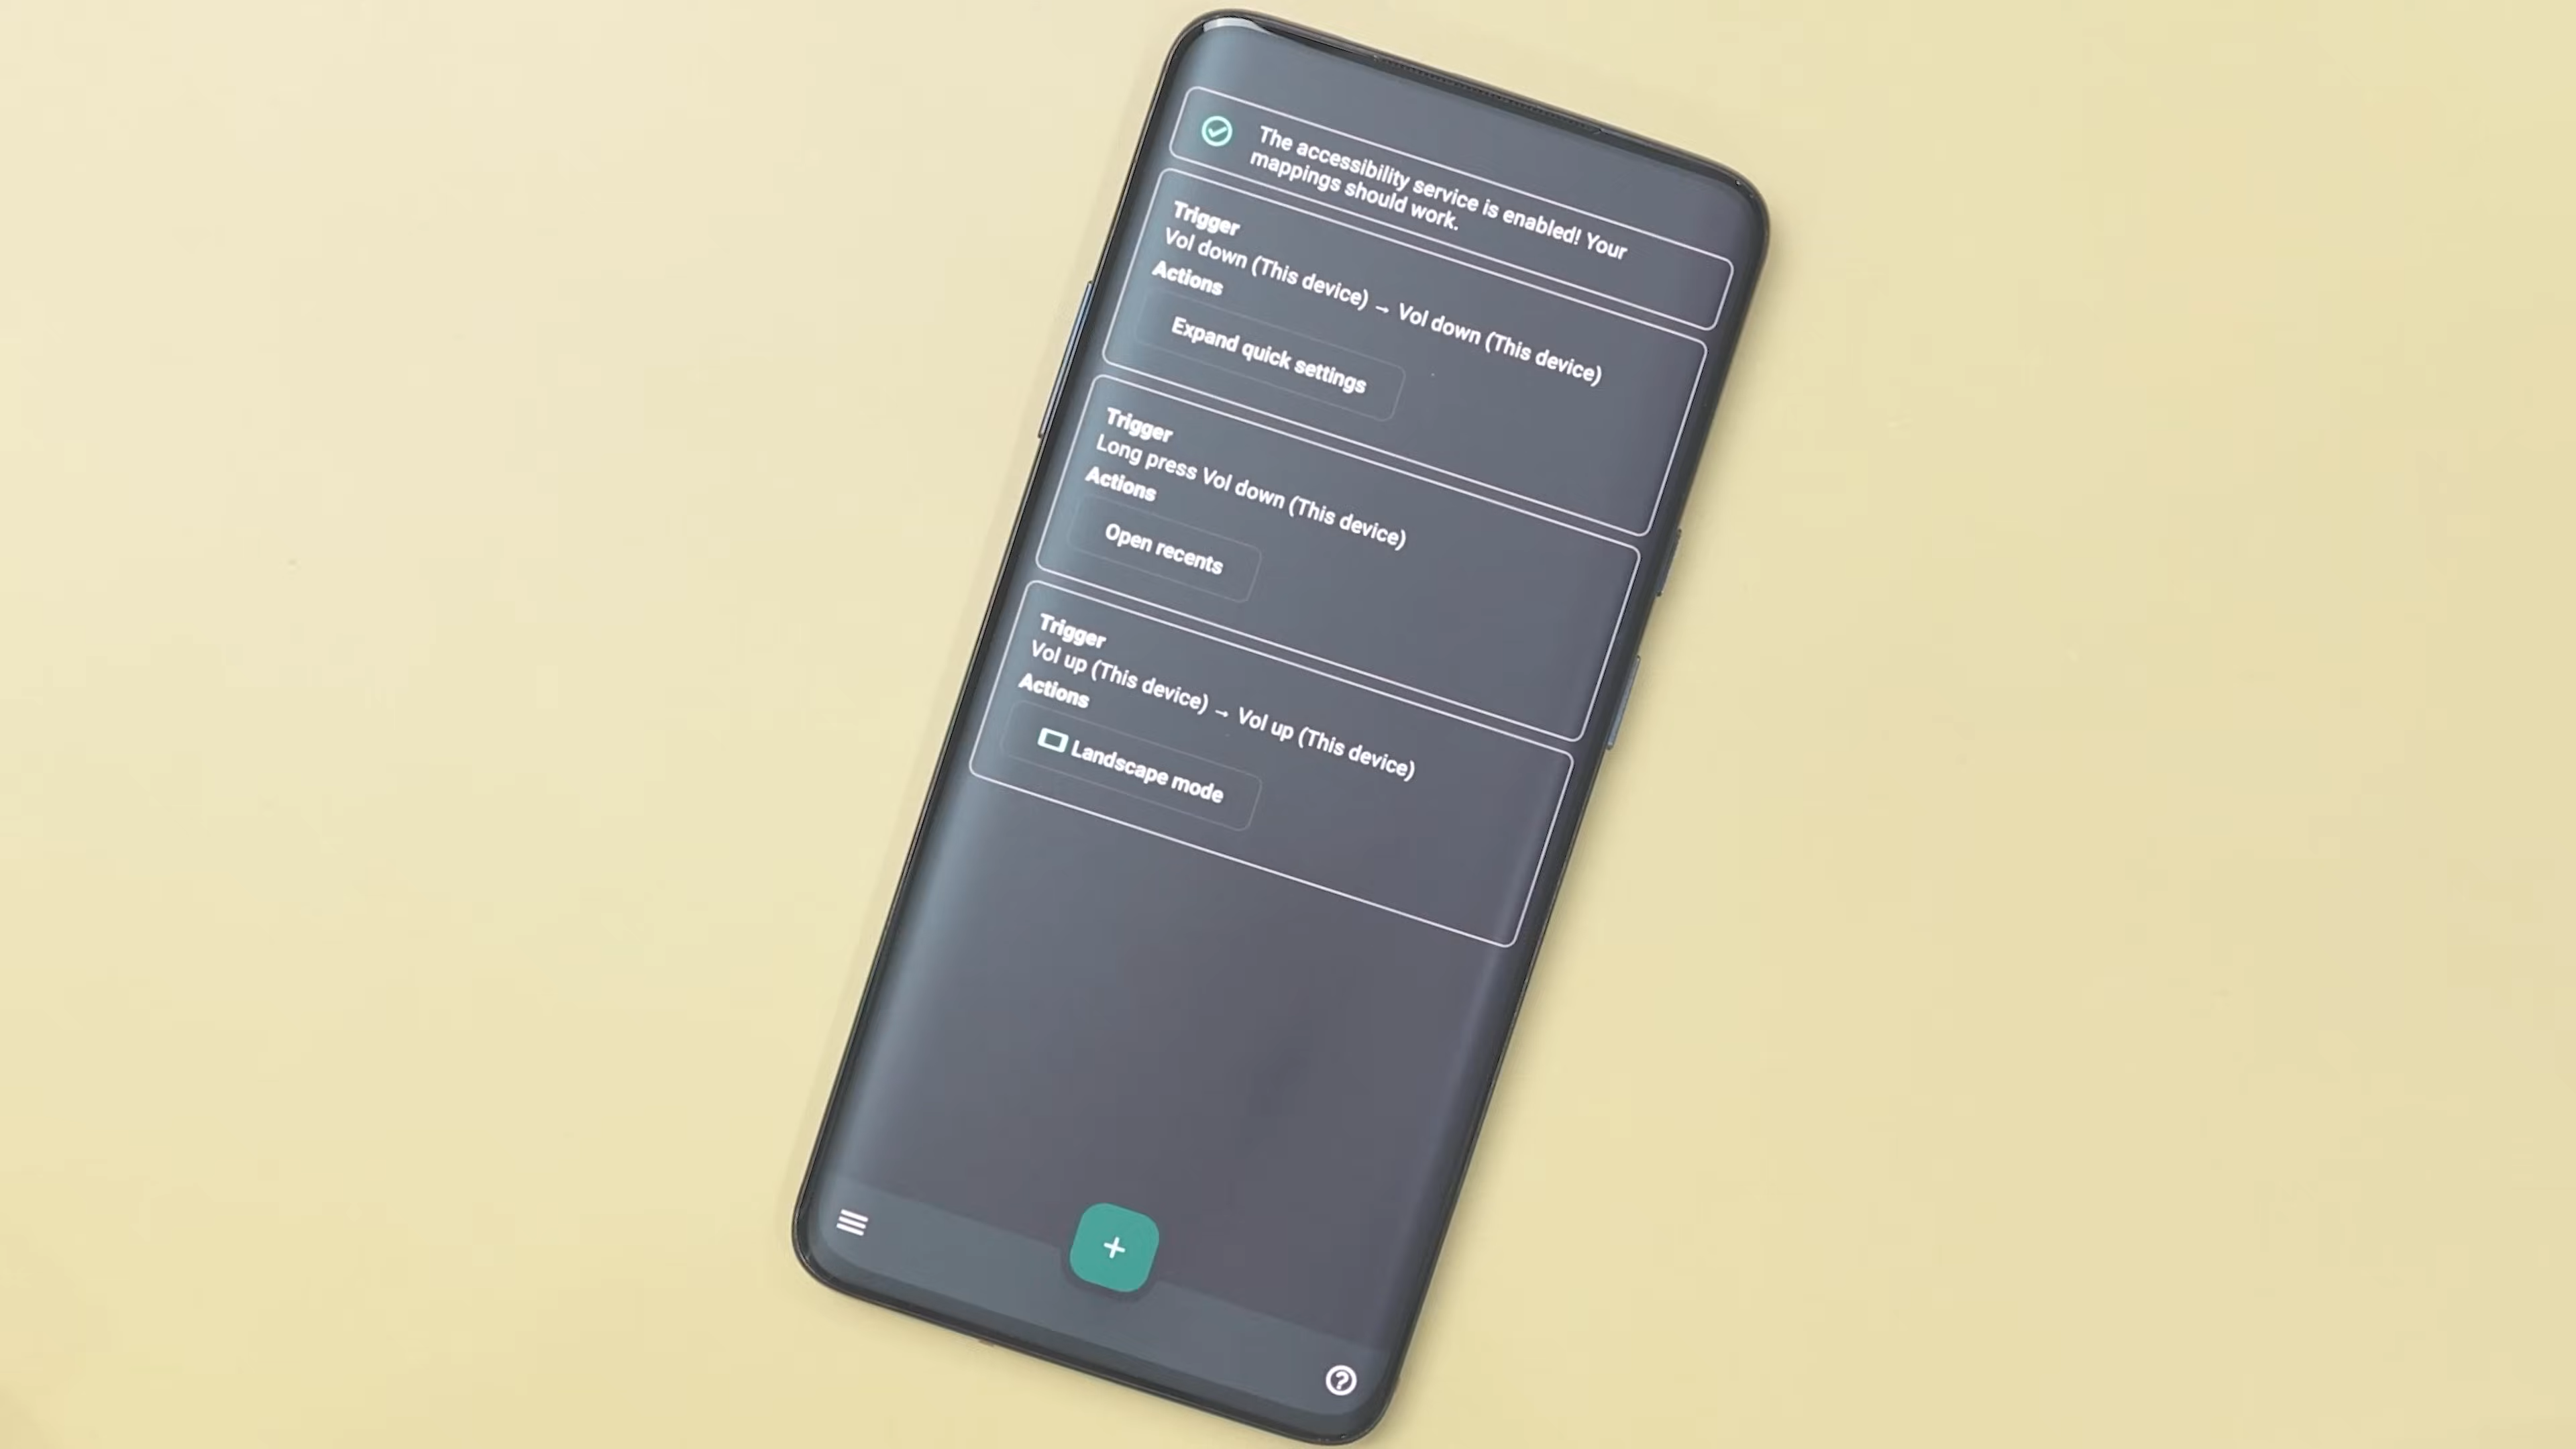 The accessibility service is enabled! Your
mappings should work.
Trigger
Vol down (This device) → Vol down (This device)
Actions
Expand quick settings
Trigger
Long press Vol down (This device)
Actions
Open recents
Trigger
Vol up (This device) → Vol up (This device)
Actions
Landscape mode